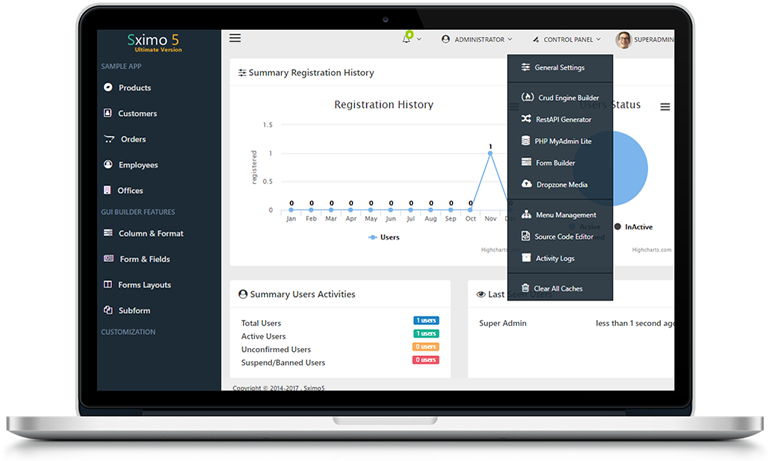 Sximo 5
Ultimate Version
ADMINISTRATOR
CONTROL PANEL
SUPERADMIN
SAMPLE APP
Products
Customers
Orders
Employees
Offices
GUI BUILDER FEATURES
Column & Format
Form & Fields
Forms Layouts
Subform
CUSTOMIZATION
Summary Registration History
Registration History
registered
1.5
1
0.5
0
0 0 0 0 0 0 0 0 0 0 1 0
Jan Feb Mar Apr May Jun Jul Aug Sep Oct Nov
Users
Highcharts.com
General Settings
Crud Engine Builder
RestAPI Generator
PHP MyAdmin Lite
Form Builder
Dropzone Media
Menu Management
Source Code Editor
Activity Logs
Clear All Caches
Users Status
Active
InActive
Highcharts.com
Summary Users Activities
Total Users 1 users
Active Users 1 users
Unconfirmed Users 0 users
Suspend/Banned Users 0 users
Last Seen Users
Super Admin less than 1 second ago
Copyright © 2014-2017 . Sximo5